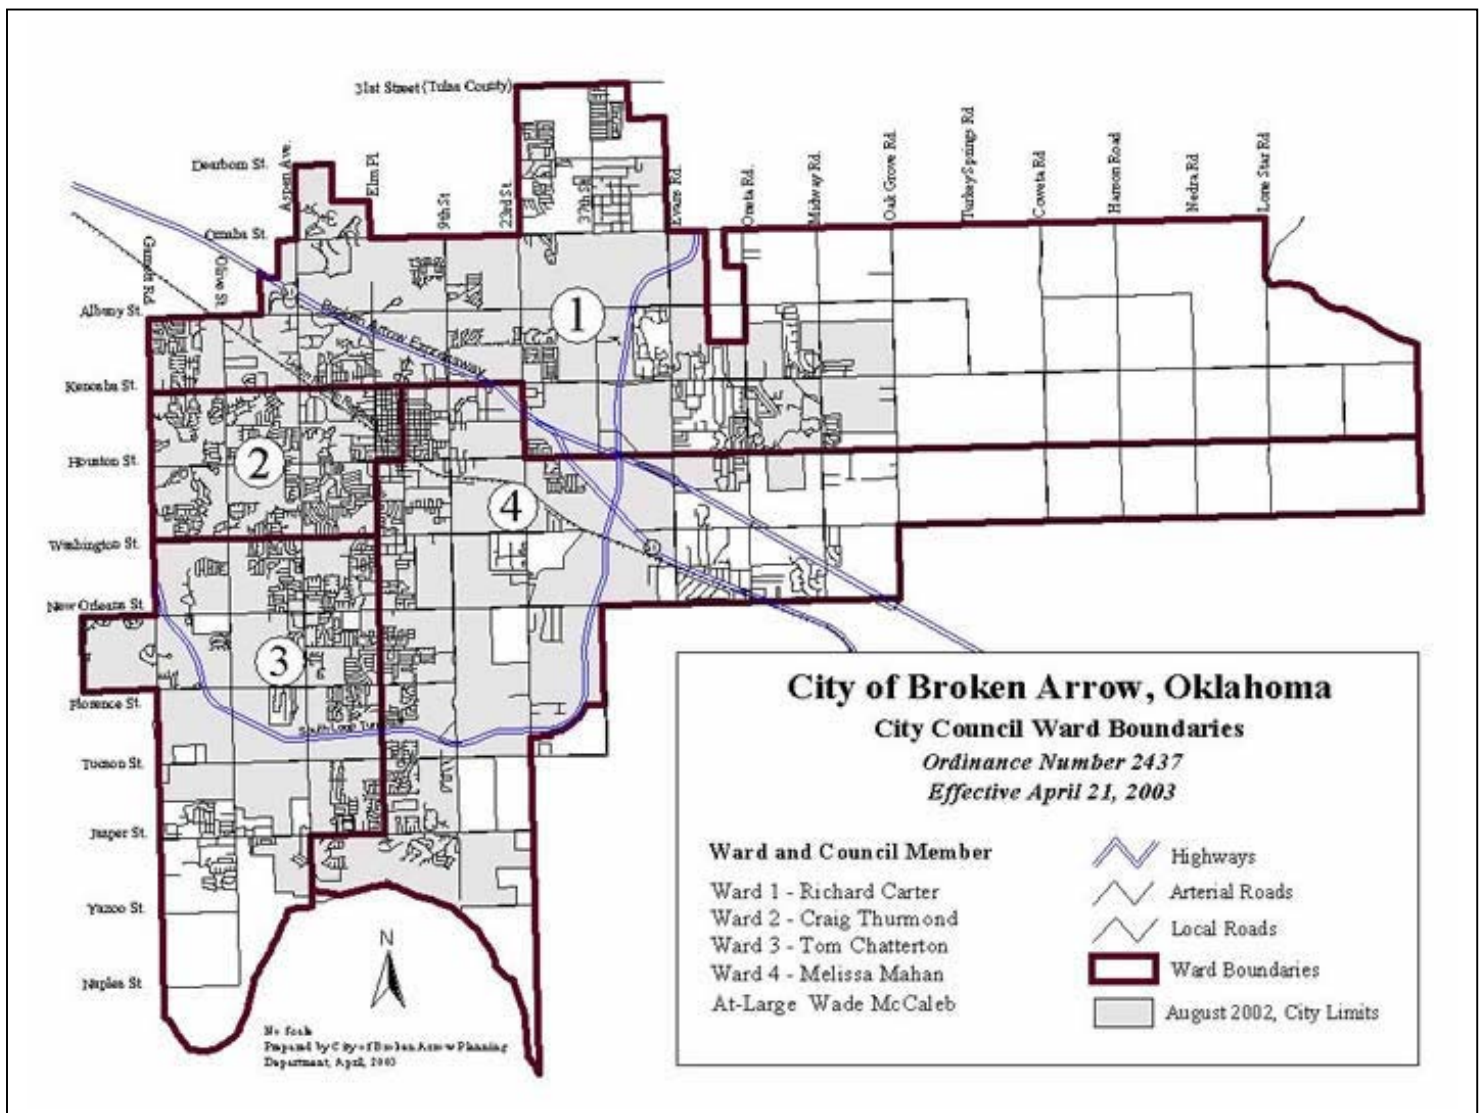 31st Street (Tulsa County)
Dearborn St.
Aspen Ave.
Elm Pl
9th St
23rd St.
37th St
Evans Rd.
Oneta Rd.
Midway Rd.
Oak Grove Rd.
Turkey Springs Rd
Coweta Rd
Harson Road
Nedra Rd
Lone Star Rd
Omaha St.
Garnett Rd.
Olive St.
Albany St.
Broken Arrow Expressway
1
Kenosha St.
2
Houston St.
4
Washington St.
New Orleans St.
3
Florence St.
South Loop
Tucson St.
Jasper St.
Yazoo St.
Naples St.
N
No Scale
Prepared by City of Broken Arrow Planning
Department, April, 2003
City of Broken Arrow, Oklahoma
City Council Ward Boundaries
Ordinance Number 2437
Effective April 21, 2003
Ward and Council Member
Ward 1 - Richard Carter
Ward 2 - Craig Thurmond
Ward 3 - Tom Chatterton
Ward 4 - Melissa Mahan
At-Large Wade McCaleb
Highways
Arterial Roads
Local Roads
Ward Boundaries
August 2002, City Limits